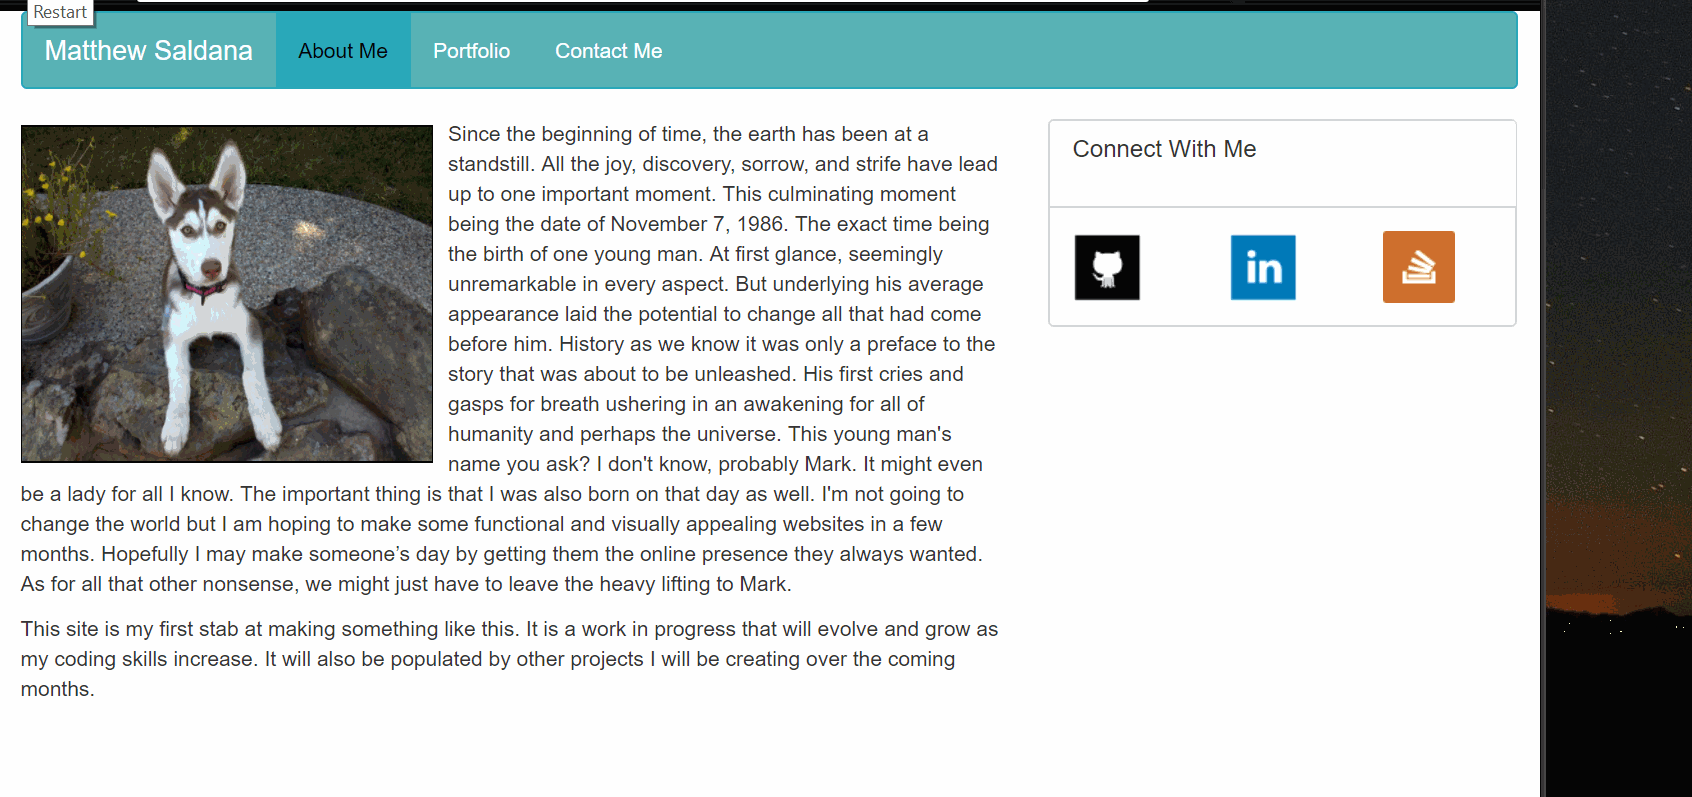 Restart
Matthew Saldana About Me Portfolio Contact Me
Since the beginning of time, the earth has been at a
standstill. All the joy, discovery, sorrow, and strife have lead
up to one important moment. This culminating moment
being the date of November 7, 1986. The exact time being
the birth of one young man. At first glance, seemingly
unremarkable in every aspect. But underlying his average
appearance laid the potential to change all that had come
before him. History as we know it was only a preface to the
story that was about to be unleashed. His first cries and
gasps for breath ushering in an awakening for all of
humanity and perhaps the universe. This young man's
name you ask? I don't know, probably Mark. It might even
be a lady for all I know. The important thing is that I was also born on that day as well. I'm not going to
change the world but I am hoping to make some functional and visually appealing websites in a few
months. Hopefully I may make someone’s day by getting them the online presence they always wanted.
As for all that other nonsense, we might just have to leave the heavy lifting to Mark.
This site is my first stab at making something like this. It is a work in progress that will evolve and grow as
my coding skills increase. It will also be populated by other projects I will be creating over the coming
months.
Connect With Me
in